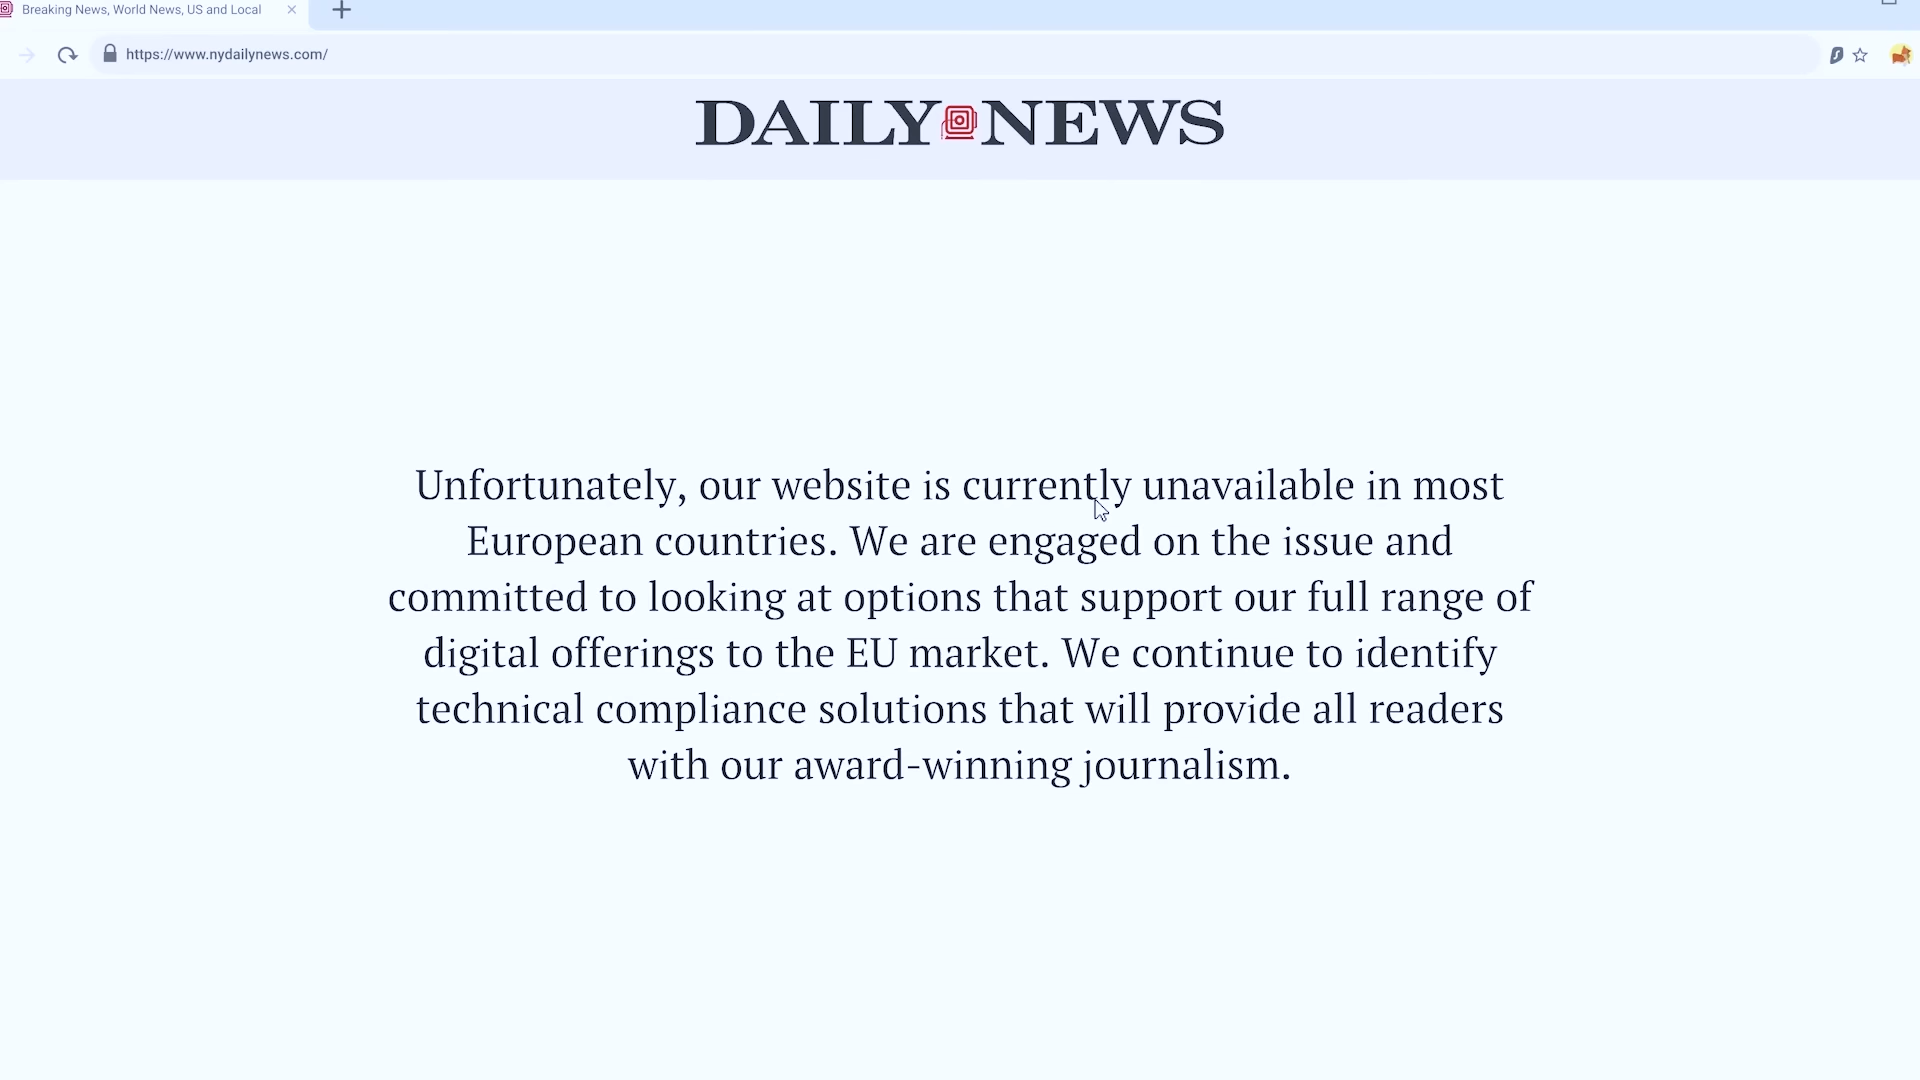 Breaking News, World News, US and Local
https://www.nydailynews.com/
DAILY NEWS
Unfortunately, our website is currently unavailable in most
European countries. We are engaged on the issue and
committed to looking at options that support our full range of
digital offerings to the EU market. We continue to identify
technical compliance solutions that will provide all readers
with our award-winning journalism.